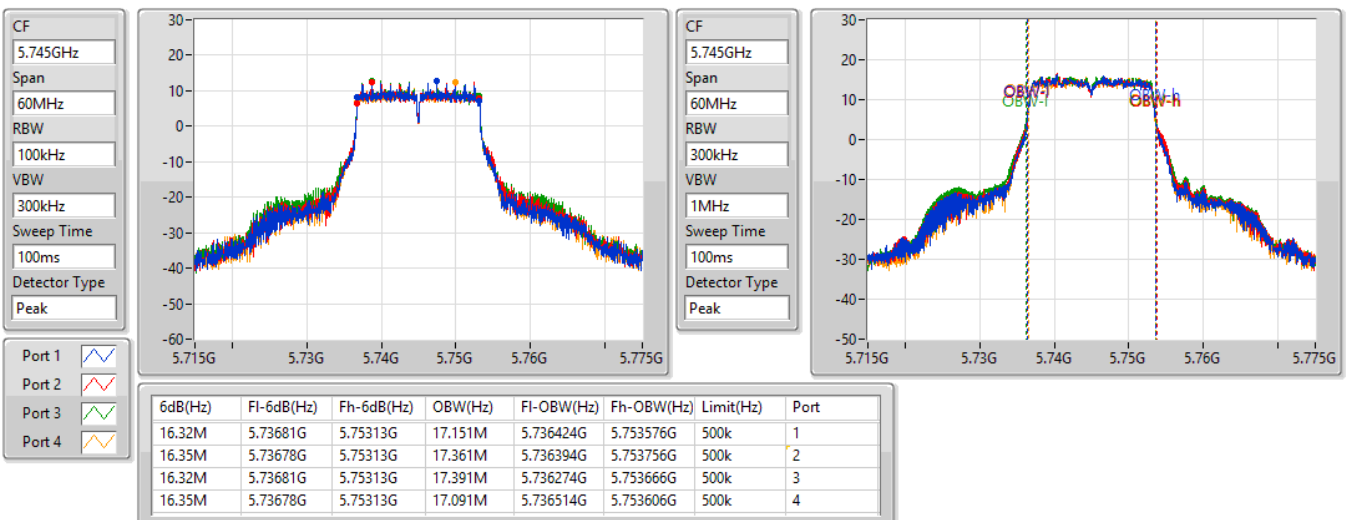 CF
5.745GHz
Span
60MHz
RBW
100kHz
VBW
300kHz
Sweep Time
100ms
Detector Type
Peak
30
20
10
0
-10
-20
-30
-40
-50
-60
5.715G 5.73G 5.74G 5.75G 5.76G 5.775G
CF
5.745GHz
Span
60MHz
RBW
300kHz
VBW
1MHz
Sweep Time
100ms
Detector Type
Peak
30
20
10
0
-10
-20
-30
-40
-50
OBW-l
OBW-l
OBW-h
OBW-h
5.715G 5.73G 5.74G 5.75G 5.76G 5.775G
Port 1
Port 2
Port 3
Port 4
6dB(Hz) Fl-6dB(Hz) Fh-6dB(Hz) OBW(Hz) Fl-OBW(Hz) Fh-OBW(Hz) Limit(Hz) Port
16.32M 5.73681G 5.75313G 17.151M 5.736424G 5.753576G 500k 1
16.35M 5.73678G 5.75313G 17.361M 5.736394G 5.753756G 500k 2
16.32M 5.73681G 5.75313G 17.391M 5.736274G 5.753666G 500k 3
16.35M 5.73678G 5.75313G 17.091M 5.736514G 5.753606G 500k 4